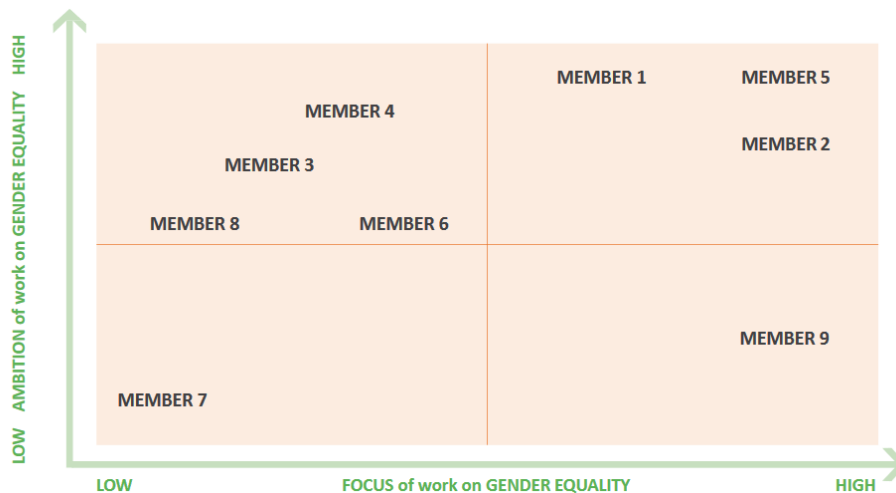 LOW AMBITION of work on GENDER EQUALITY HIGH
MEMBER 1 MEMBER 5
MEMBER 4
MEMBER 2
MEMBER 3
MEMBER 8 MEMBER 6
MEMBER 9
MEMBER 7
LOW FOCUS of work on GENDER EQUALITY HIGH